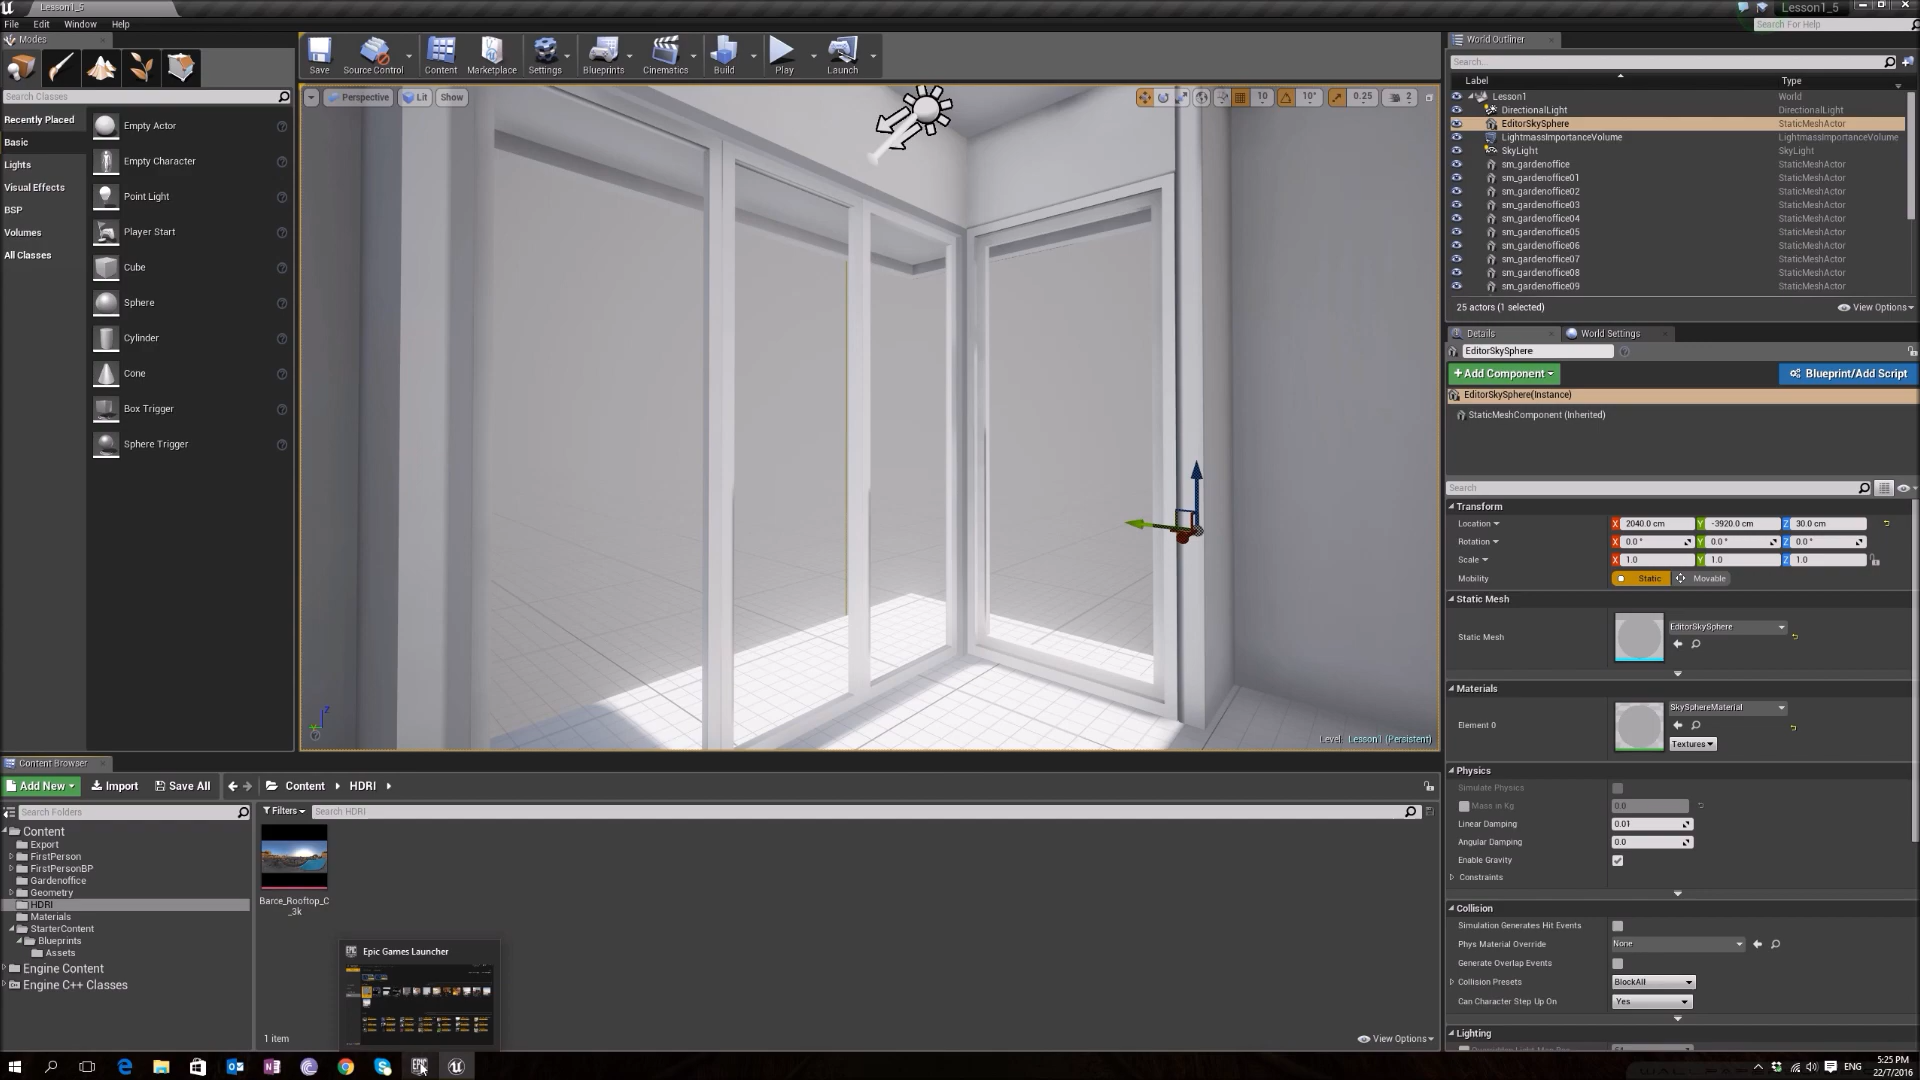 Lesson1_5
Lesson1_5
File Edit Window Help
Search For Help
Modes
Search Classes
Recently Placed
Basic
Lights
Visual Effects
BSP
Volumes
All Classes
Empty Actor
Empty Character
Point Light
Player Start
Cube
Sphere
Cylinder
Cone
Box Trigger
Sphere Trigger
Save Source Control Content Marketplace Settings Blueprints Cinematics Build Play Launch
Perspective Lit Show
10 10° 0.25 2
Z
Level: Lesson1 (Persistent)
World Outliner
Search...
Label Type
Lesson1 World
DirectionalLight DirectionalLight
EditorSkySphere StaticMeshActor
LightmassImportanceVolume LightmassImportanceVolume
SkyLight SkyLight
sm_gardenoffice StaticMeshActor
sm_gardenoffice01 StaticMeshActor
sm_gardenoffice02 StaticMeshActor
sm_gardenoffice03 StaticMeshActor
sm_gardenoffice04 StaticMeshActor
sm_gardenoffice05 StaticMeshActor
sm_gardenoffice06 StaticMeshActor
sm_gardenoffice07 StaticMeshActor
sm_gardenoffice08 StaticMeshActor
sm_gardenoffice09 StaticMeshActor
25 actors (1 selected) View Options
Details World Settings
EditorSkySphere
+Add Component Blueprint/Add Script
EditorSkySphere(Instance)
StaticMeshComponent (Inherited)
Search
Transform
Location X 2040.0 cm Y -3920.0 cm Z 30.0 cm
Rotation X 0.0° Y 0.0° Z 0.0°
Scale X 1.0 Y 1.0 Z 1.0
Mobility Static Movable
Static Mesh
Static Mesh EditorSkySphere
Materials
Element 0 SkySphereMaterial
Textures
Physics
Simulate Physics
Mass in Kg 0.0
Linear Damping 0.01
Angular Damping 0.0
Enable Gravity
Constraints
Collision
Simulation Generates Hit Events
Phys Material Override None
Generate Overlap Events
Collision Presets BlockAll
Can Character Step Up On Yes
Lighting
Content Browser
Add New Import Save All Content HDRI
Search Folders
Filters Search HDRI
Content
Export
FirstPerson
FirstPersonBP
Gardenoffice
Geometry
HDRI
Materials
StarterContent
Blueprints
Assets
Engine Content
Engine C++ Classes
Barce_Rooftop_C
_3k
1 item View Options
EPIC Epic Games Launcher
EPIC
ENG
5:25 PM
22/7/2016